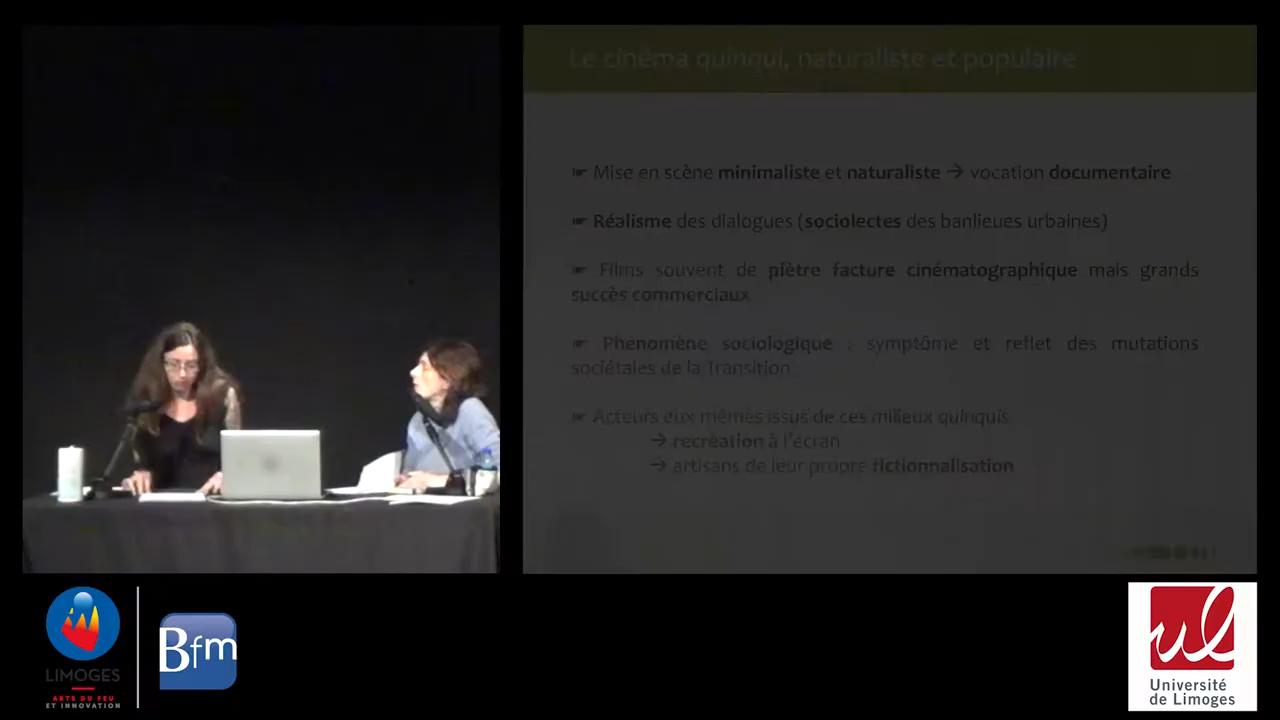 Le cinéma quinqui, naturaliste et populaire
☛ Mise en scène minimaliste et naturaliste → vocation documentaire
☛ Réalisme des dialogues (sociolectes des banlieues urbaines)
☛ Films souvent de piètre facture cinématographique mais grands
succès commerciaux
☛ Phénomène sociologique : symptôme et reflet des mutations
sociétales de la Transition
☛ Acteurs eux mêmes issus de ces milieux quinquis
→ recréation à l'écran
→ artisans de leur propre fictionnalisation
LIMOGES
ARTS DU FEU
ET INNOVATION
Bfm
ul
Université
de Limoges